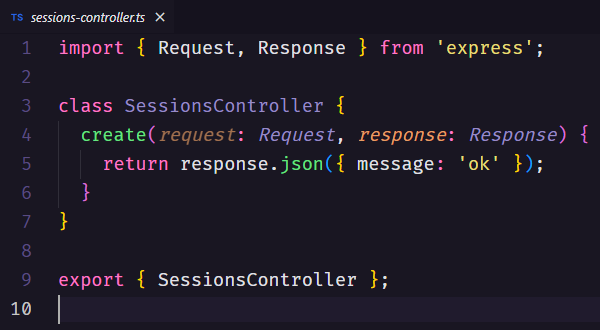 TS sessions-controller.ts ×
1 import { Request, Response } from 'express';
2
3 class SessionsController {
4   create(request: Request, response: Response) {
5     return response.json({ message: 'ok' });
6   }
7 }
8
9 export { SessionsController };
10